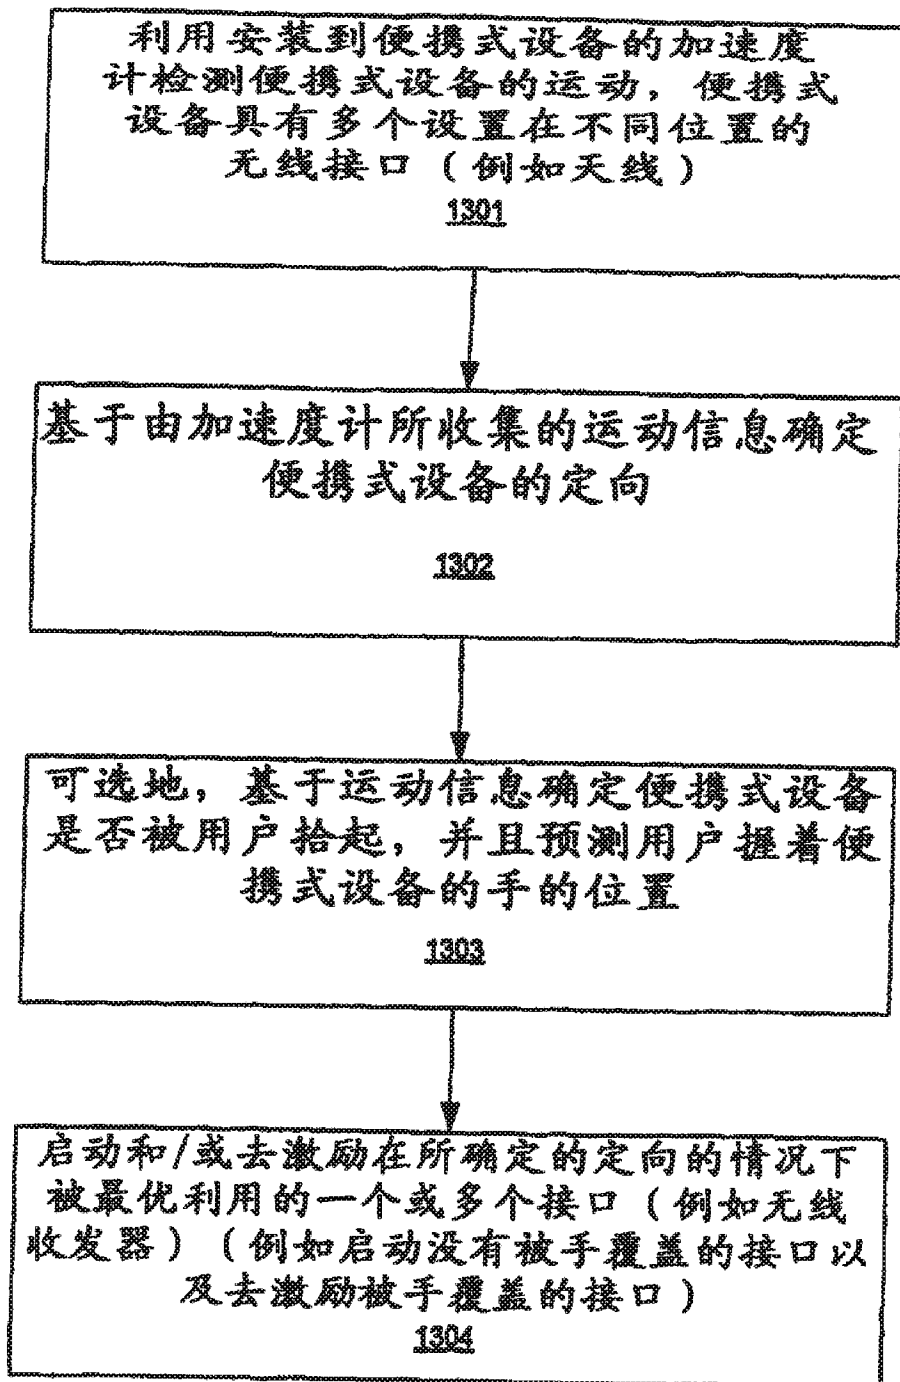 利用安装到便携式设备的加速度
计检测便携式设备的运动，便携式
设备具有多个设置在不同位置的
无线接口（例如天线）
1301
基于由加速度计所收集的运动信息确定
便携式设备的定向
1302
可选地，基于运动信息确定便携式设备
是否被用户拾起，并且预测用户握着便
携式设备的手的位置
1303
启动和/或去激励在所确定的定向的情况下
被最优利用的一个或多个接口（例如无线
收发器）（例如启动没有被手覆盖的接口以
及去激励被手覆盖的接口）
1304